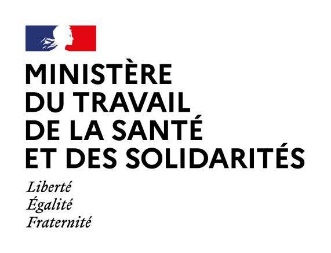 MINISTÈRE
DU TRAVAIL
DE LA SANTÉ
ET DES SOLIDARITÉS
Liberté
Égalité
Fraternité